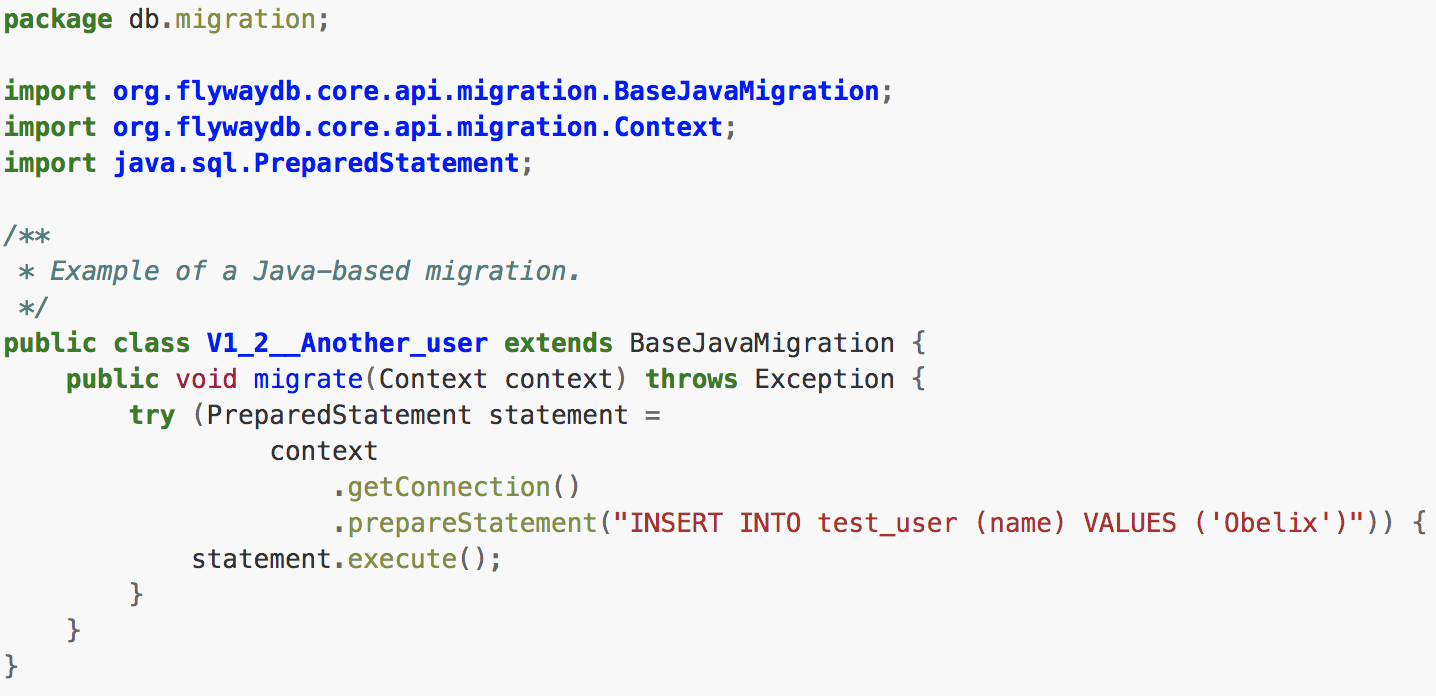 package db.migration;
import org.flywaydb.core.api.migration.BaseJavaMigration;
import org.flywaydb.core.api.migration.Context;
import java.sql.PreparedStatement;
/**
 * Example of a Java-based migration.
 */
public class V1_2__Another_user extends BaseJavaMigration {
    public void migrate(Context context) throws Exception {
        try (PreparedStatement statement =
                 context
                     .getConnection()
                     .prepareStatement("INSERT INTO test_user (name) VALUES ('Obelix')")) {
            statement.execute();
        }
    }
}